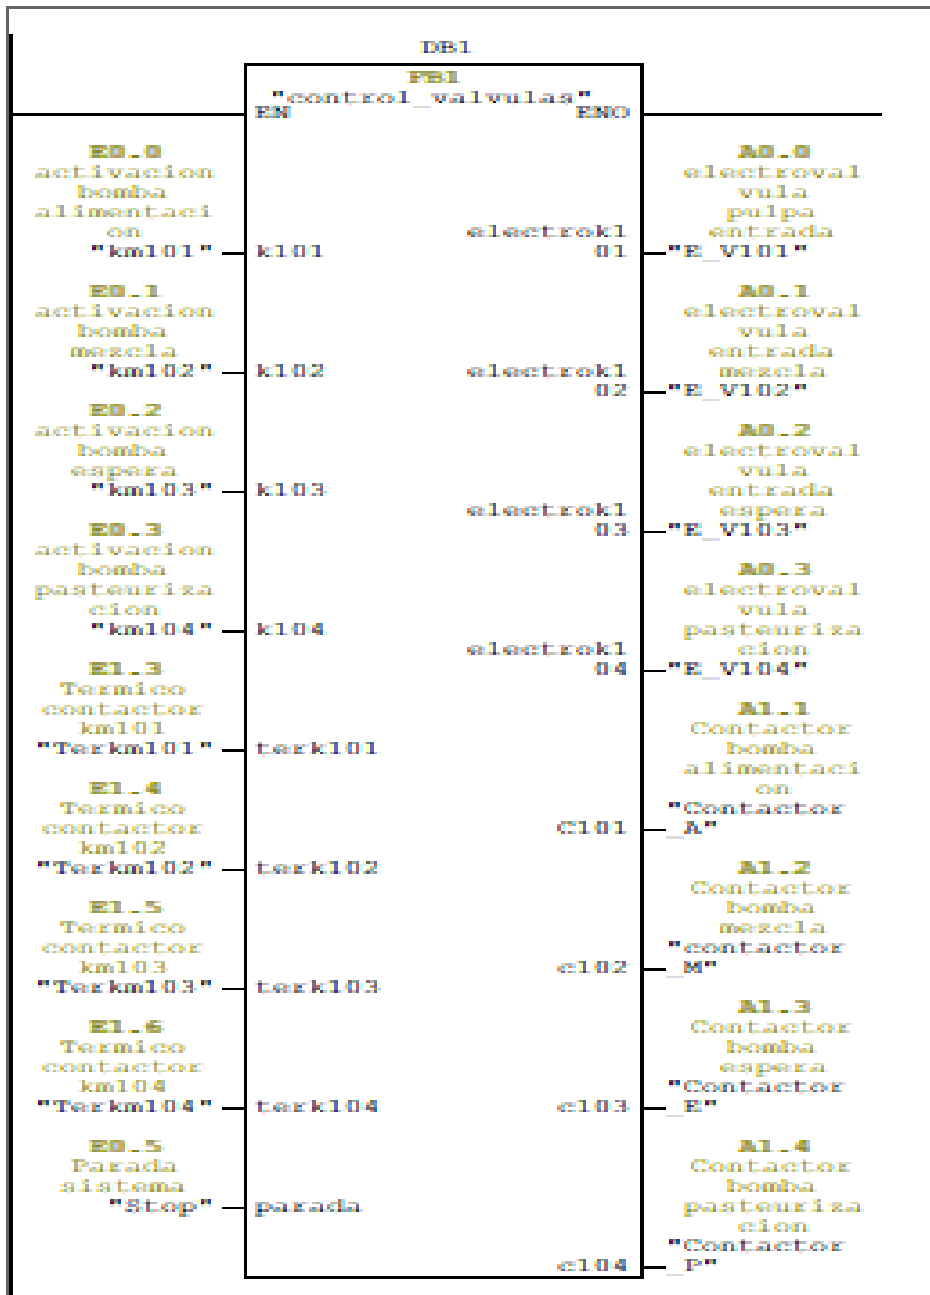 DB1
FB1
"control_valvulas"
EN
ENO
E0.0
activacion
bomba
alimentaci
on
"km101"
k101
E0.1
activacion
bomba
mezcla
"km102"
k102
E0.2
activacion
bomba
espera
"km103"
k103
E0.3
activacion
bomba
pasteuriza
cion
"km104"
k104
E1.3
Termico
contactor
km101
"Terkm101"
terk101
E1.4
Termico
contactor
km102
"Terkm102"
terk102
E1.5
Termico
contactor
km103
"Terkm103"
terk103
E1.6
Termico
contactor
km104
"Terkm104"
terk104
E0.5
Parada
sistema
"Stop"
parada
A0.0
electroval
vula
pulpa
entrada
electrok1
01
"E_V101"
A0.1
electroval
vula
entrada
mezcla
electrok1
02
"E_V102"
A0.2
electroval
vula
entrada
espera
electrok1
03
"E_V103"
A0.3
electroval
vula
pasteuriza
cion
electrok1
04
"E_V104"
A1.1
Contactor
bomba
alimentaci
on
"Contactor
C101
_A"
A1.2
Contactor
bomba
mezcla
"contactor
c102
_M"
A1.3
Contactor
bomba
espera
"Contactor
c103
_E"
A1.4
Contactor
bomba
pasteuriza
cion
"Contactor
c104
_P"